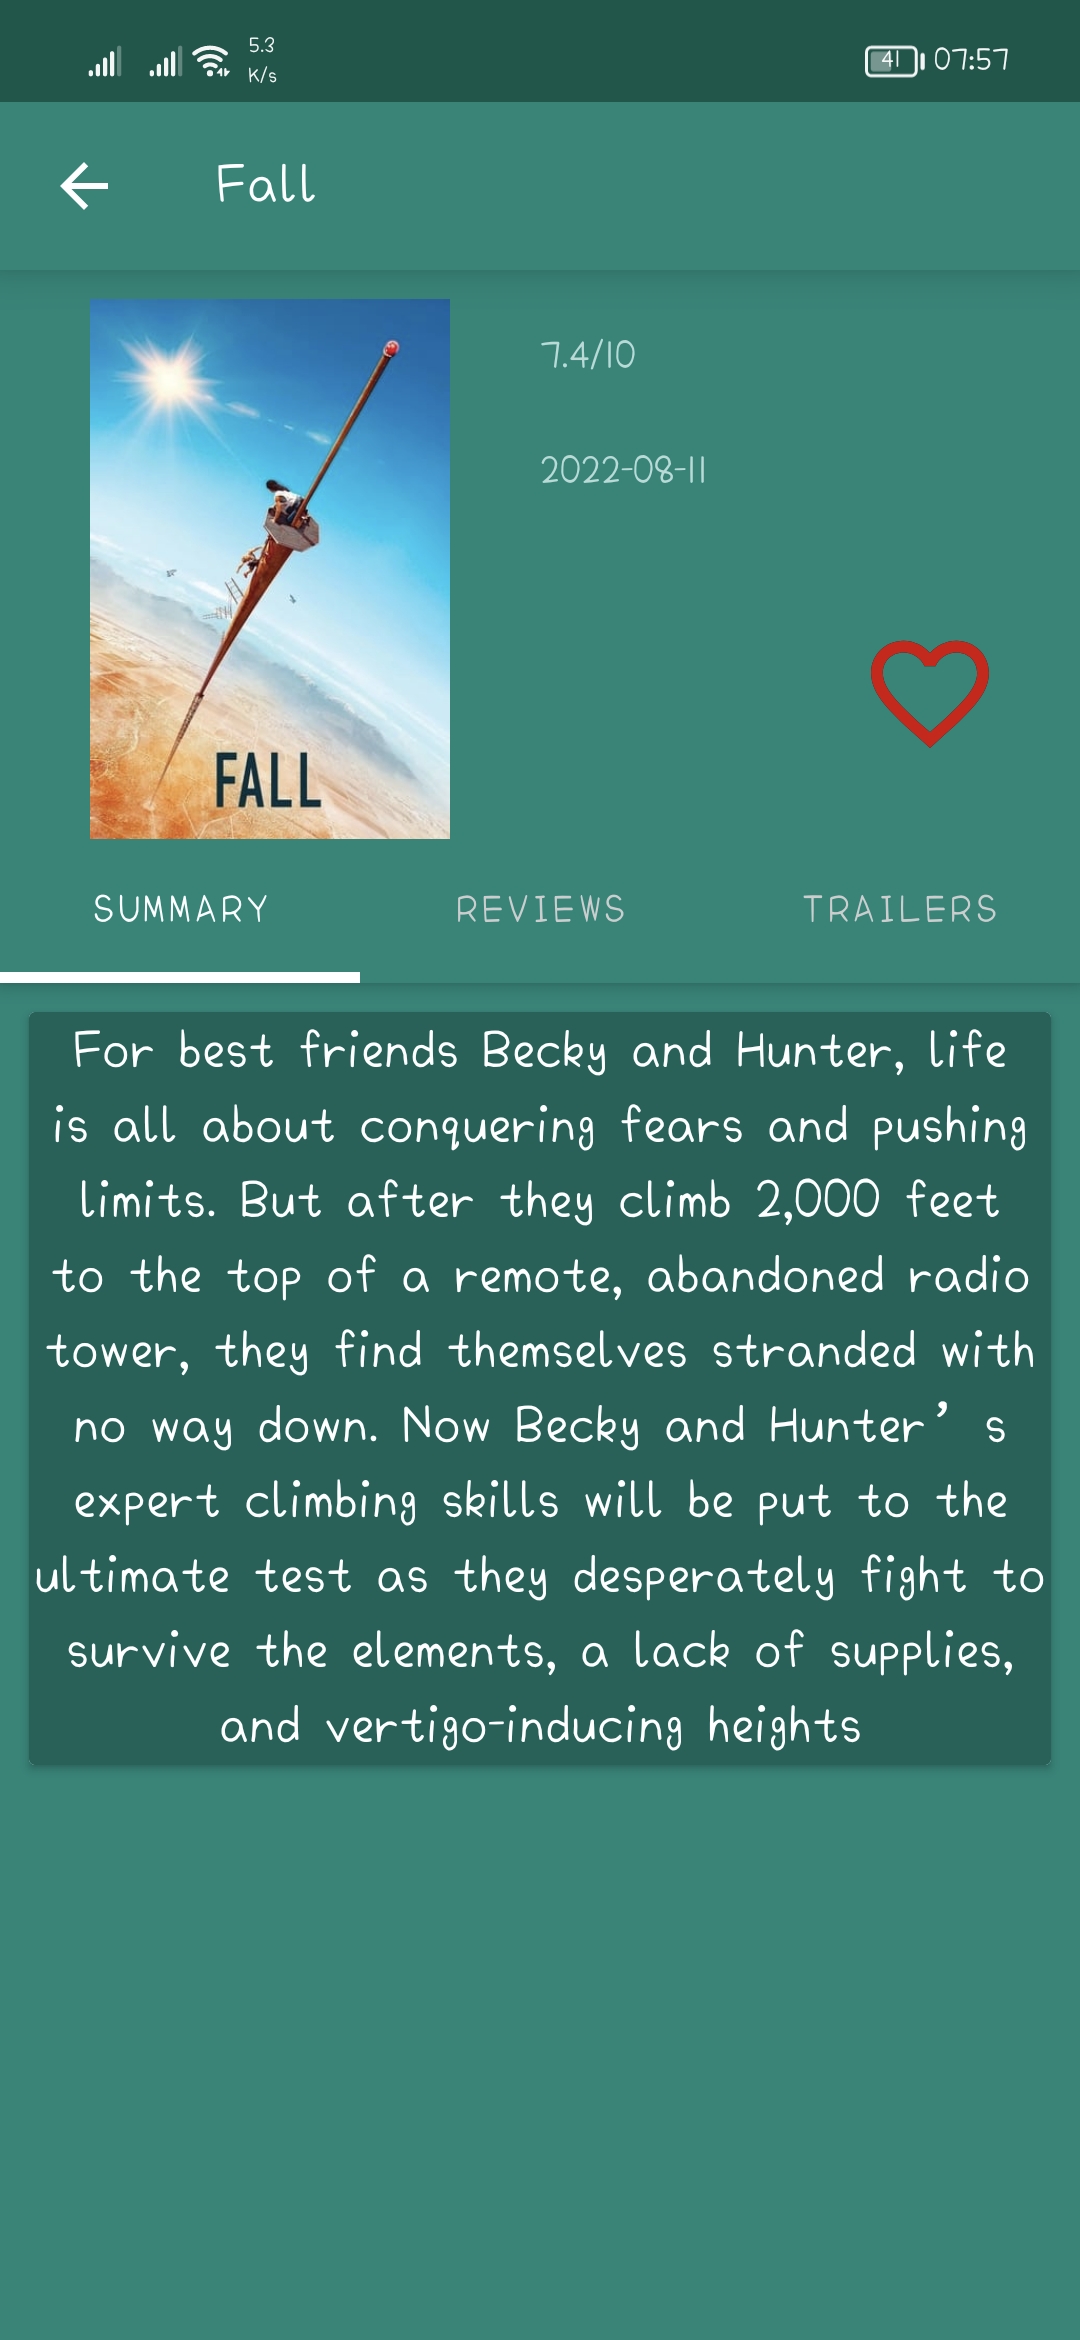 5.3
K/s
41
07:57
Fall
7.4/10
2022-08-11
FALL
SUMMARY
REVIEWS
TRAILERS
For best friends Becky and Hunter, life
is all about conquering fears and pushing
limits. But after they climb 2,000 feet
to the top of a remote, abandoned radio
tower, they find themselves stranded with
no way down. Now Becky and Hunter’s
expert climbing skills will be put to the
ultimate test as they desperately fight to
survive the elements, a lack of supplies,
and vertigo-inducing heights